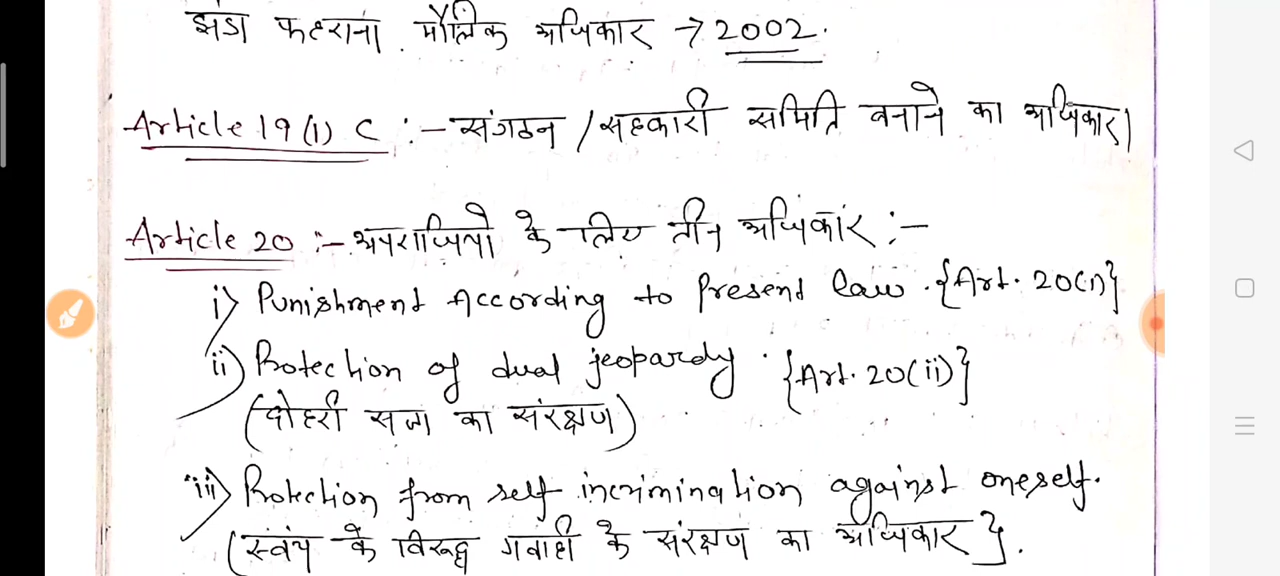 झंडा फहराना मौलिक अधिकार → 2002.
Article 19 (1) C :- संगठन / सहकारी समिति बनाने का अधिकार।
Article 20 :- अपराधियो के लिए तीन अधिकार :-
i) Punishment According to Present law. {Art. 20(i)}
ii) Protection of dual jeopardy. {Art. 20(ii)}
(दोहरी सजा का संरक्षण)
iii) Protection from self incrimination against oneself.
(स्वंय के विरूद्ध गवाही के संरक्षण का अधिकार}.